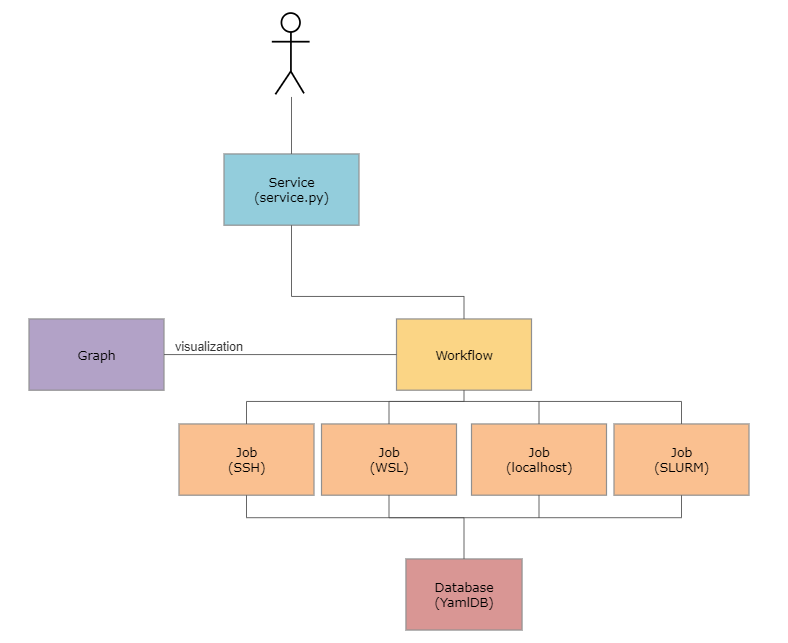 Service
(service.py)
Graph
visualization
Workflow
Job
(SSH)
Job
(WSL)
Job
(localhost)
Job
(SLURM)
Database
(YamlDB)